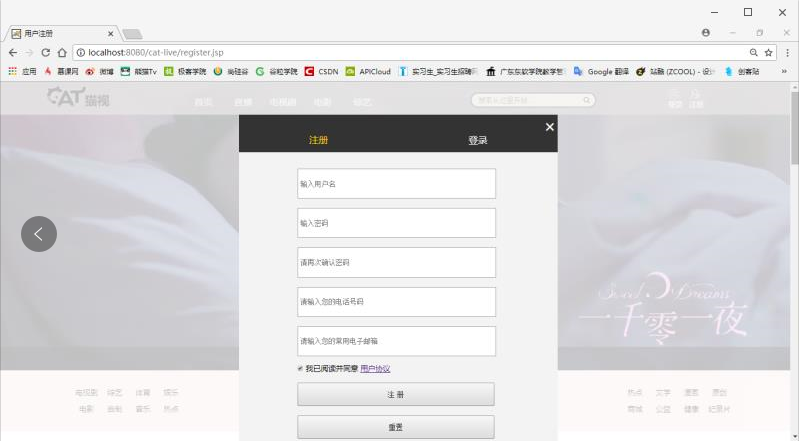 用户注册
localhost:8080/cat-live/register.jsp
应用 慕课网 微博 熊猫Tv 极客学院 尚硅谷 谷粒学院 CSDN APICloud 实习生_实习生招聘 广东东软学院教学 Google 翻译 站酷 (ZCOOL) - 设 创客贴 »
CAT猫视 首页 直播 电视剧 电影 综艺 登录 注册
注册 登录
输入用户名
输入密码
请再次确认密码
请输入您的电话号码
请输入您的常用电子邮箱
我已阅读并同意 用户协议
注 册
重置
Sweet Dreams
一千零一夜
电视剧 综艺 体育 娱乐 热点 文学 漫画 原创
电影 音乐 热点 商城 公益 健康 纪录片